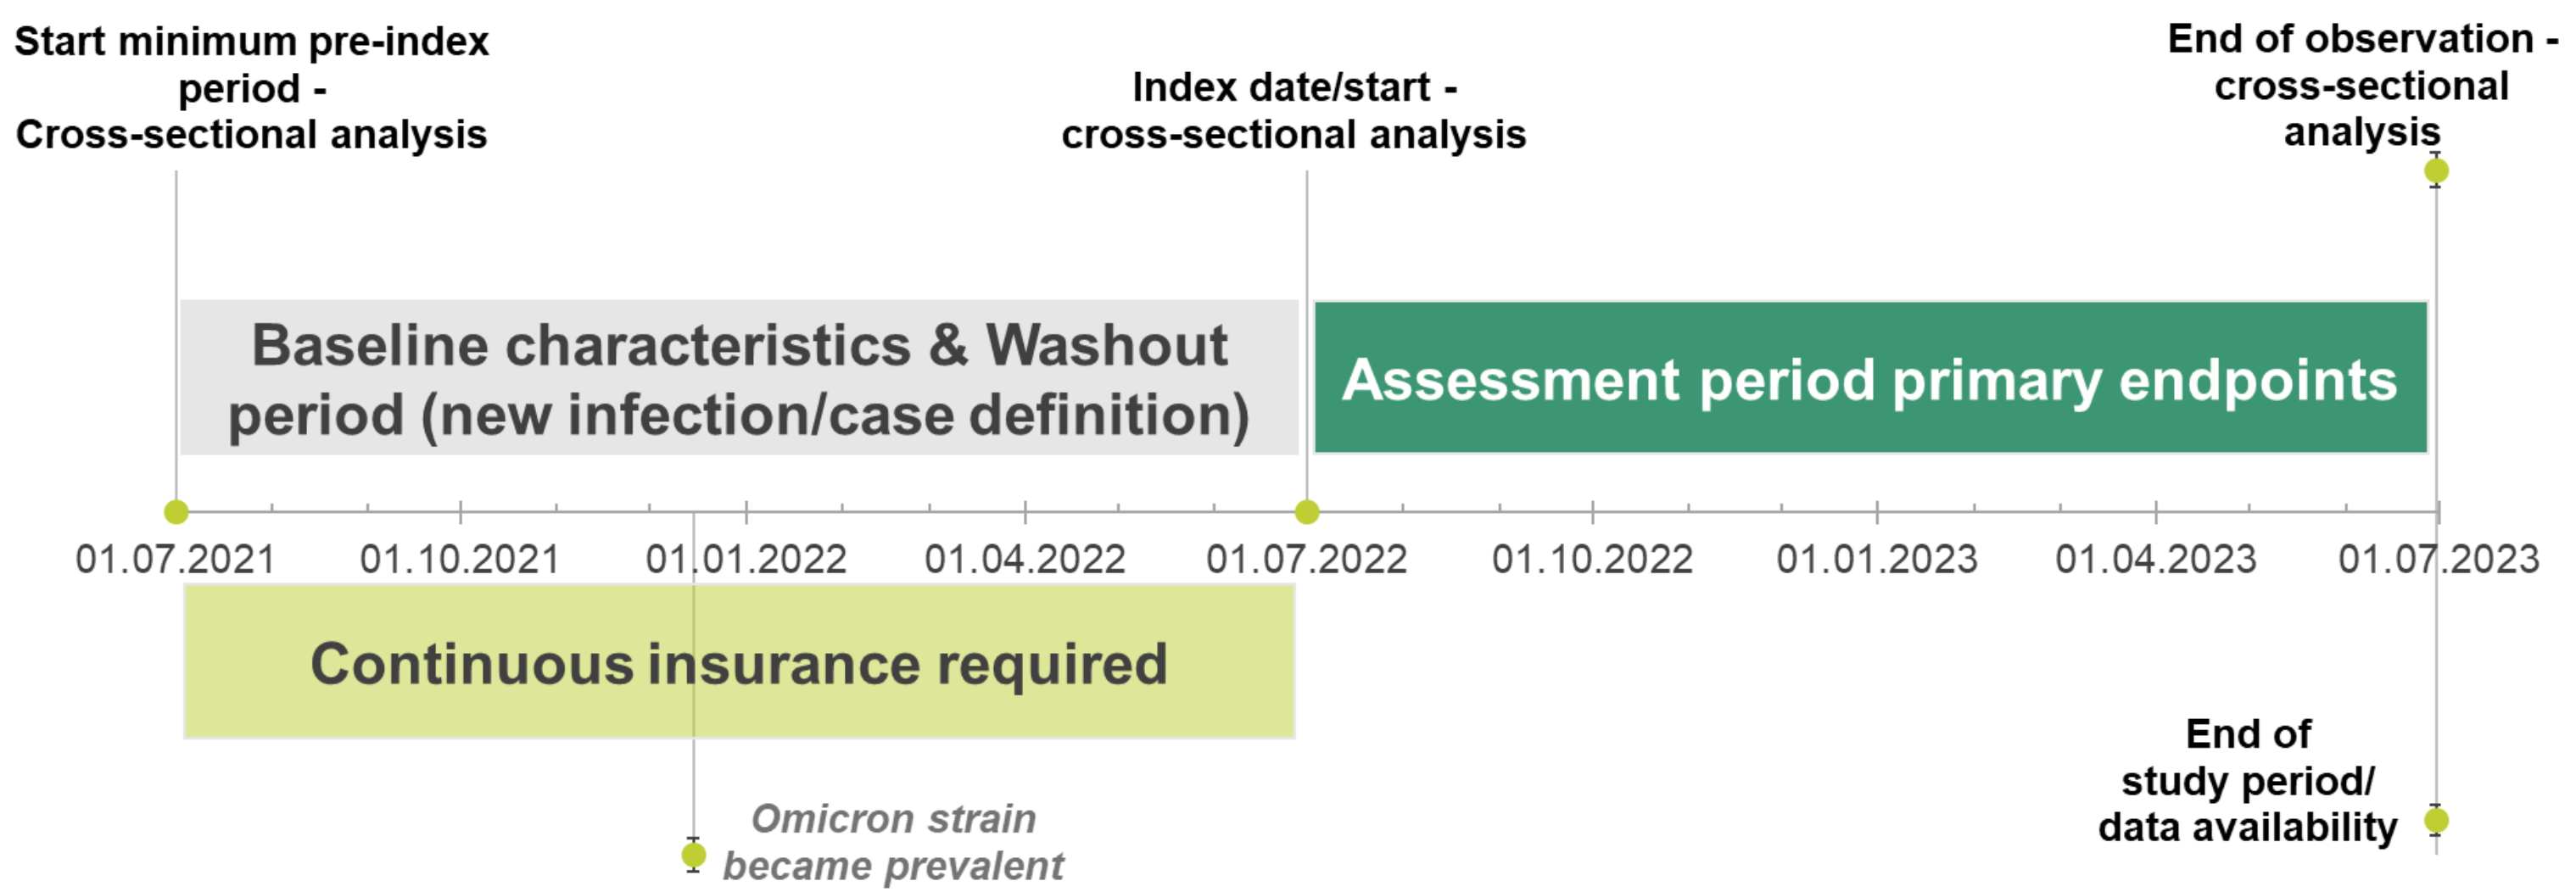 Start minimum pre-index
period -
Cross-sectional analysis
Index date/start -
cross-sectional analysis
End of observation -
cross-sectional
analysis
Baseline characteristics & Washout
period (new infection/case definition)
Assessment period primary endpoints
01.07.2021
01.10.2021
01.01.2022
01.04.2022
01.07.2022
01.10.2022
01.01.2023
01.04.2023
01.07.2023
Continuous insurance required
Omicron strain
became prevalent
End of
study period/
data availability